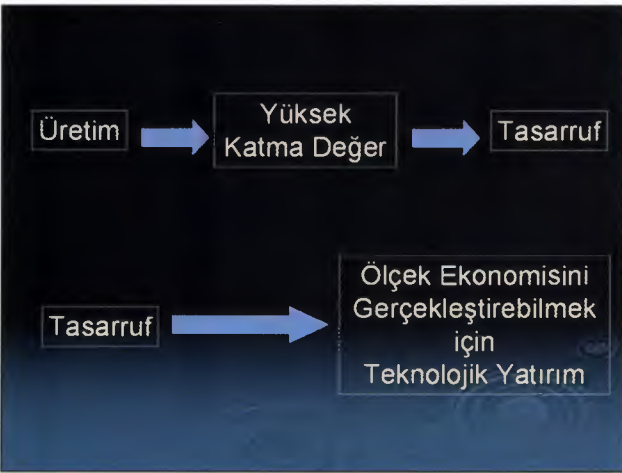 Üretim
Yüksek
Katma Değer
Tasarruf
Tasarruf
Ölçek Ekonomisini
Gerçekleştirebilmek
için
Teknolojik Yatırım